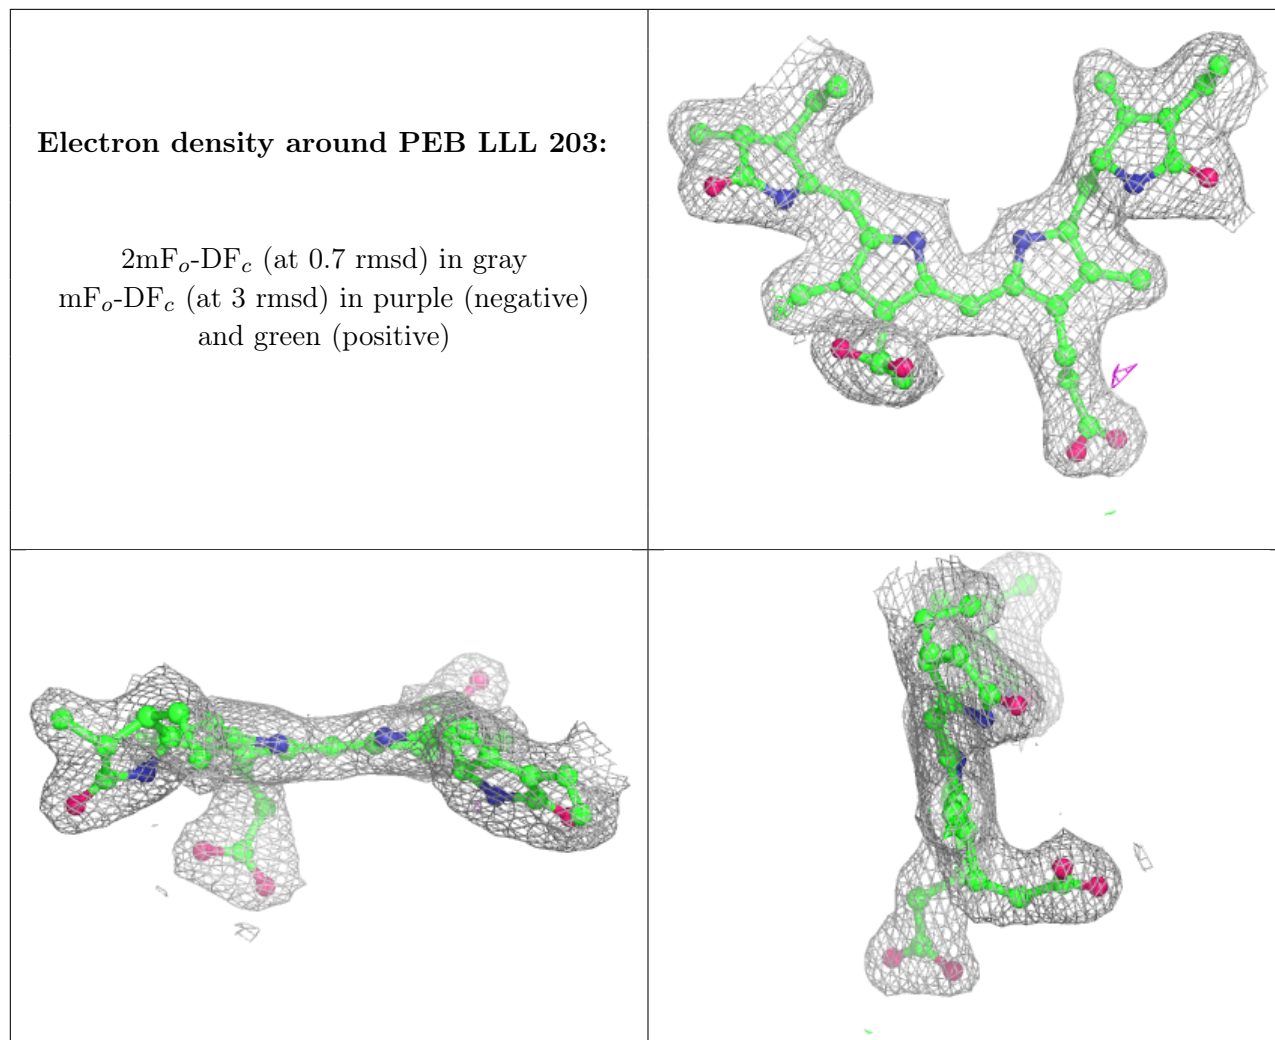 Electron density around PEB LLL 203:
2mFₒ-DF𝒸 (at 0.7 rmsd) in gray
mFₒ-DF𝒸 (at 3 rmsd) in purple (negative)
and green (positive)